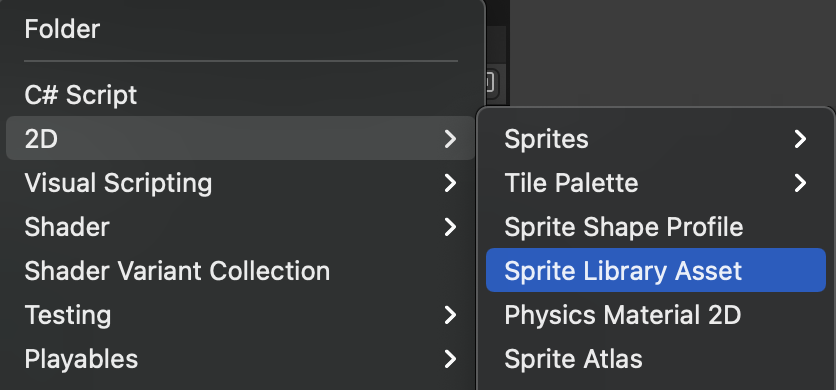 Folder
C# Script
2D
Visual Scripting
Shader
Shader Variant Collection
Testing
Playables
Sprites
Tile Palette
Sprite Shape Profile
Sprite Library Asset
Physics Material 2D
Sprite Atlas